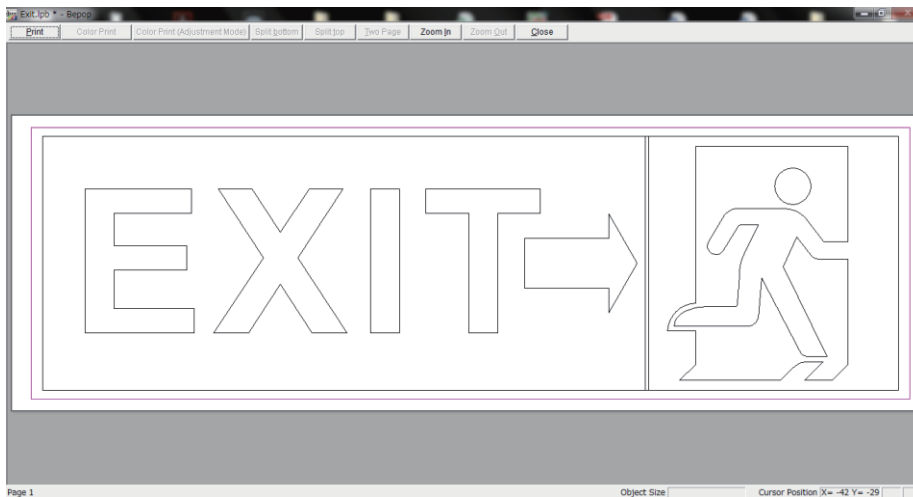 Exit.lpb * - Bepop
Print Color Print Color Print (Adjustment Mode) Split bottom Split top Two Page Zoom In Zoom Out Close
EXIT
Page 1 Object Size Cursor Position X= -42 Y= -29